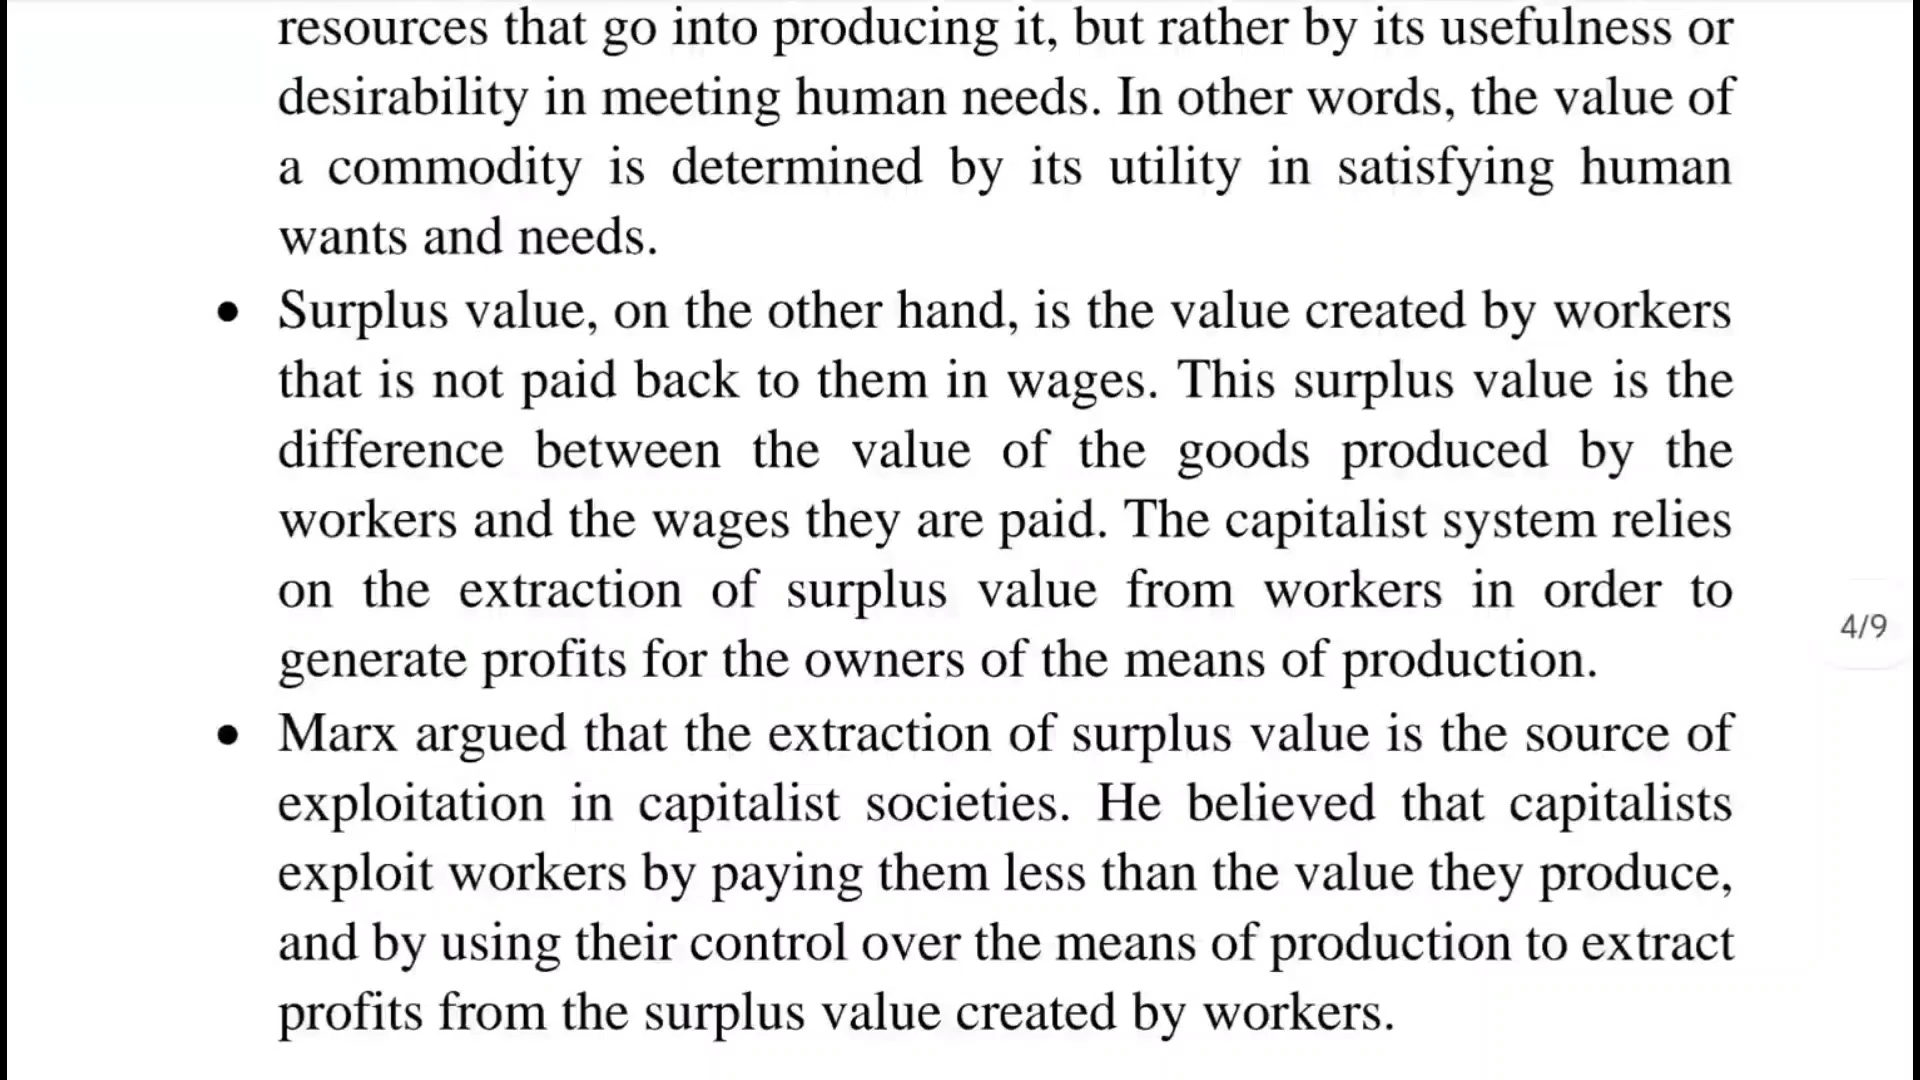 resources that go into producing it, but rather by its usefulness or
desirability in meeting human needs. In other words, the value of
a commodity is determined by its utility in satisfying human
wants and needs.
• Surplus value, on the other hand, is the value created by workers
that is not paid back to them in wages. This surplus value is the
difference between the value of the goods produced by the
workers and the wages they are paid. The capitalist system relies
on the extraction of surplus value from workers in order to
generate profits for the owners of the means of production.
4/9
• Marx argued that the extraction of surplus value is the source of
exploitation in capitalist societies. He believed that capitalists
exploit workers by paying them less than the value they produce,
and by using their control over the means of production to extract
profits from the surplus value created by workers.